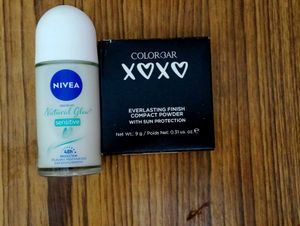 NIVEA
Natural Glow
sensitive
48h
COLORBAR
XOXO
EVERLASTING FINISH
COMPACT POWDER
WITH SUN PROTECTION
Net. Wt.: 9 g / Poids Net.: 0.31 oz. ℮